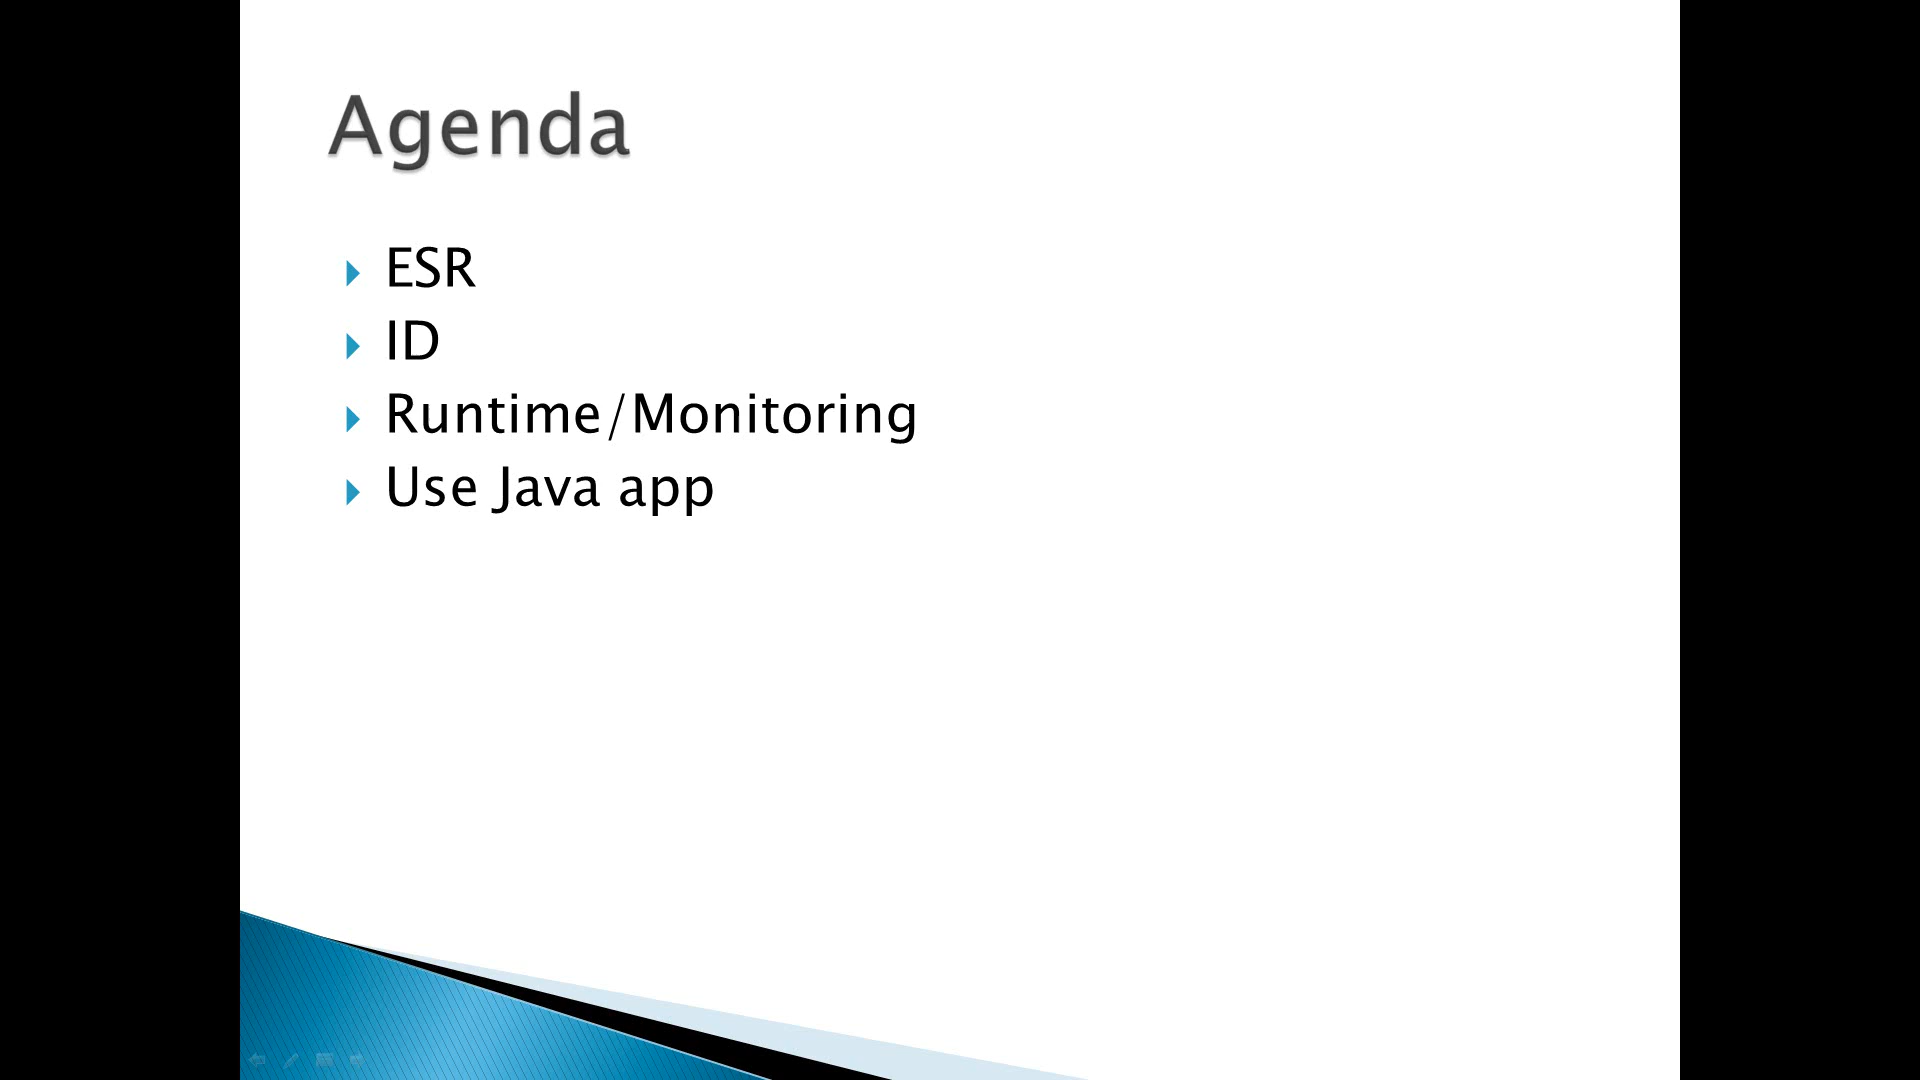 Agenda
ESR
ID
Runtime/Monitoring
Use Java app